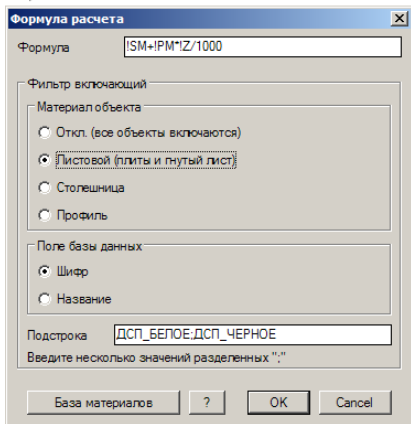 Формула расчета
Формула !SM+!PM*!Z/1000
Фильтр включающий
Материал объекта
Откл. (все объекты включаются)
Листовой (плиты и гнутый лист)
Столешница
Профиль
Поле базы данных
Шифр
Название
Подстрока ДСП_БЕЛОЕ;ДСП_ЧЕРНОЕ
Введите несколько значений разделенных ";"
База материалов ? OK Cancel